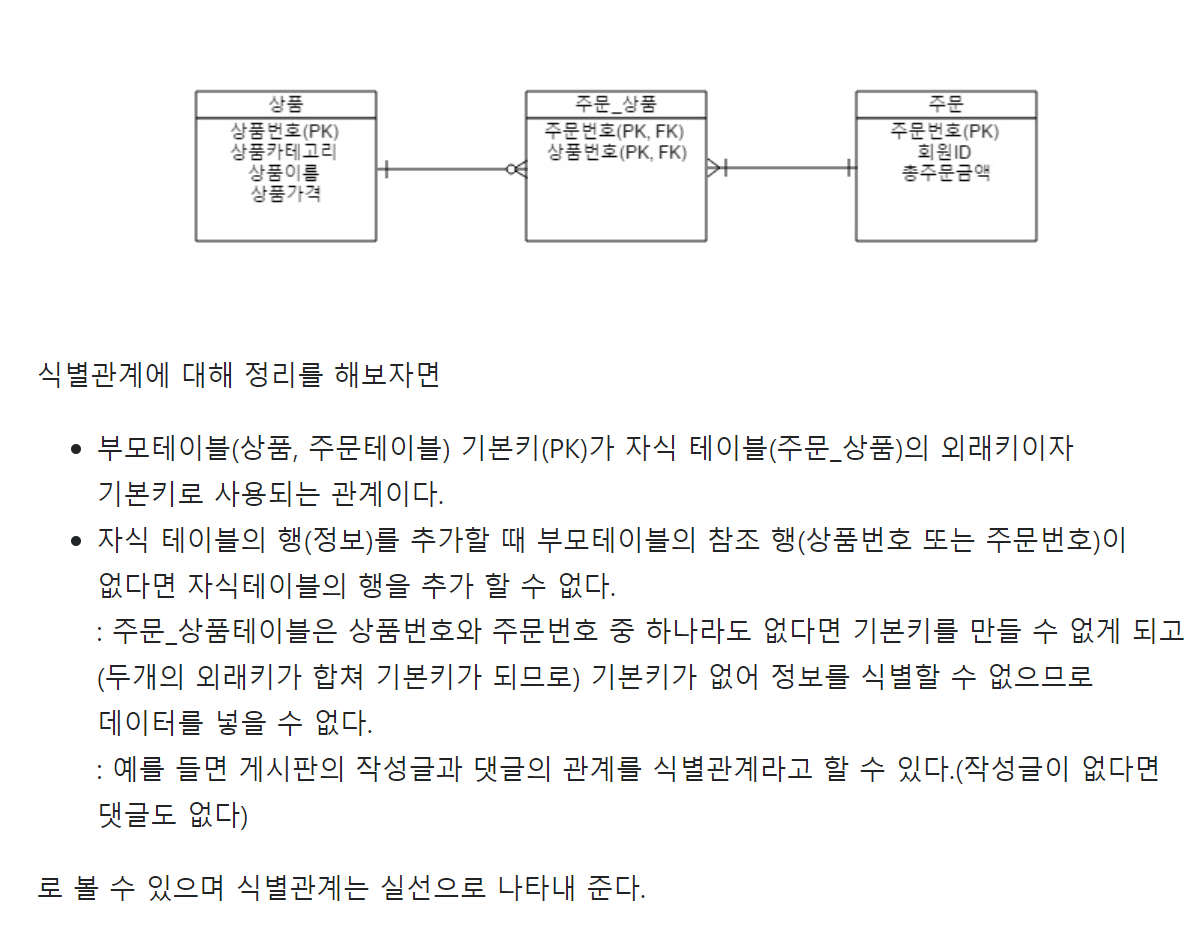 상품
상품번호(PK)
상품카테고리
상품이름
상품가격
주문_상품
주문번호(PK, FK)
상품번호(PK, FK)
주문
주문번호(PK)
회원ID
총주문금액
식별관계에 대해 정리를 해보자면
• 부모테이블(상품, 주문테이블) 기본키(PK)가 자식 테이블(주문_상품)의 외래키이자
기본키로 사용되는 관계이다.
• 자식 테이블의 행(정보)를 추가할 때 부모테이블의 참조 행(상품번호 또는 주문번호)이
없다면 자식테이블의 행을 추가 할 수 없다.
: 주문_상품테이블은 상품번호와 주문번호 중 하나라도 없다면 기본키를 만들 수 없게 되고
(두개의 외래키가 합쳐 기본키가 되므로) 기본키가 없어 정보를 식별할 수 없으므로
데이터를 넣을 수 없다.
: 예를 들면 게시판의 작성글과 댓글의 관계를 식별관계라고 할 수 있다.(작성글이 없다면
댓글도 없다)
로 볼 수 있으며 식별관계는 실선으로 나타내 준다.